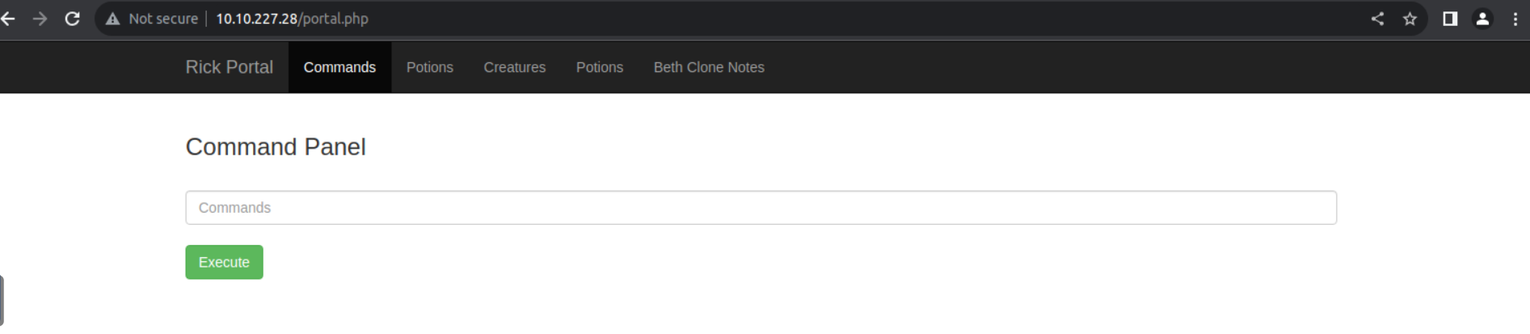 Not secure 10.10.227.28/portal.php
Rick Portal Commands Potions Creatures Potions Beth Clone Notes
Command Panel
Commands
Execute